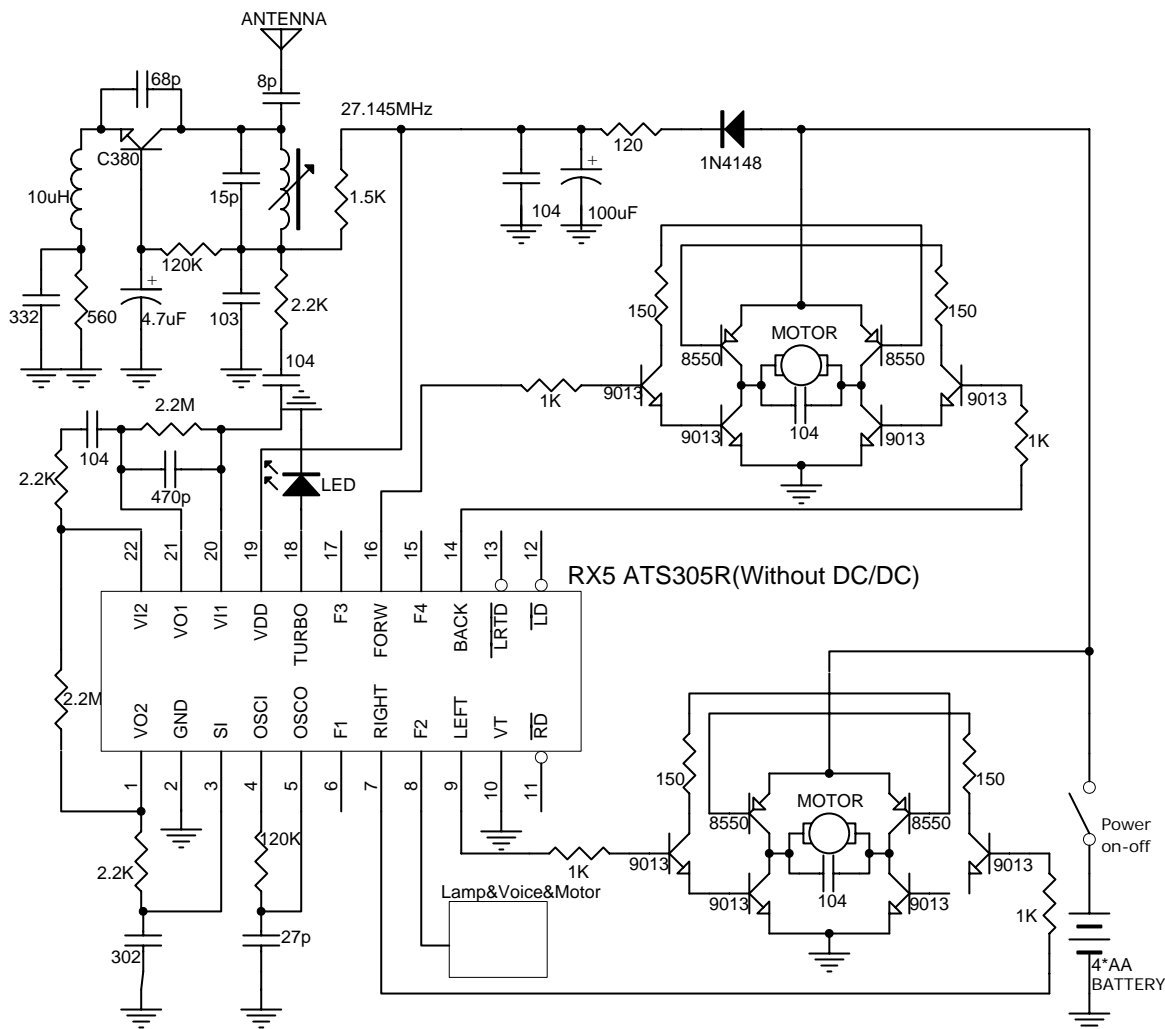 ANTENNA
68p
8p
27.145MHz
C380
120
1N4148
10uH
15p
1.5K
104
+
100uF
120K
+
332
560
4.7uF
103
2.2K
150
150
MOTOR
8550
8550
104
1K
9013
9013
9013
104
9013
1K
2.2M
104
2.2K
470p
LED
22
21
20
19
18
17
16
15
14
13
12
RX5 ATS305R(Without DC/DC)
VI2
VO1
VI1
VDD
TURBO
F3
FORW
F4
BACK
LRTD
LD
2.2M
VO2
GND
SI
OSCI
OSCO
F1
RIGHT
F2
LEFT
VT
RD
1
2
3
4
5
6
7
8
9
10
11
150
150
MOTOR
8550
8550
Power
on-off
2.2K
120K
1K
9013
9013
9013
104
9013
1K
Lamp&Voice&Motor
302
27p
4*AA
BATTERY